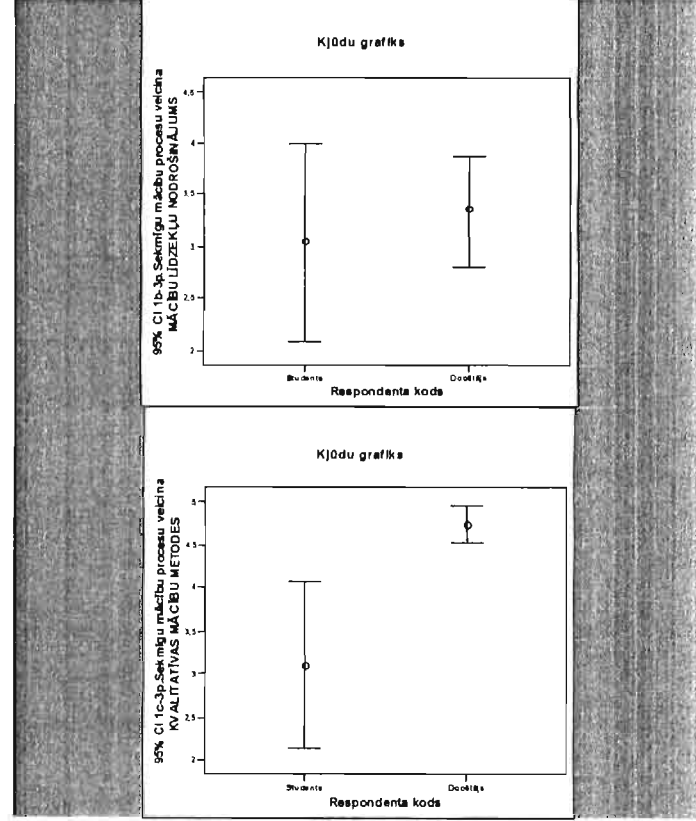 Kļūdu grafiks
95% CI 1b-3p.Sekmīgu mācību procesu veicina
MĀCĪBU LĪDZEKĻU NODROŠINĀJUMS
4,5
4
3,5
3
2,5
2
Students
Docētājs
Respondenta kods
Kļūdu grafiks
95% CI 1c-3p.Sekmīgu mācību procesu veicina
KVALITATĪVAS MĀCĪBU METODES
5
4,5
4
3,5
3
2,5
2
Students
Docētājs
Respondenta kods